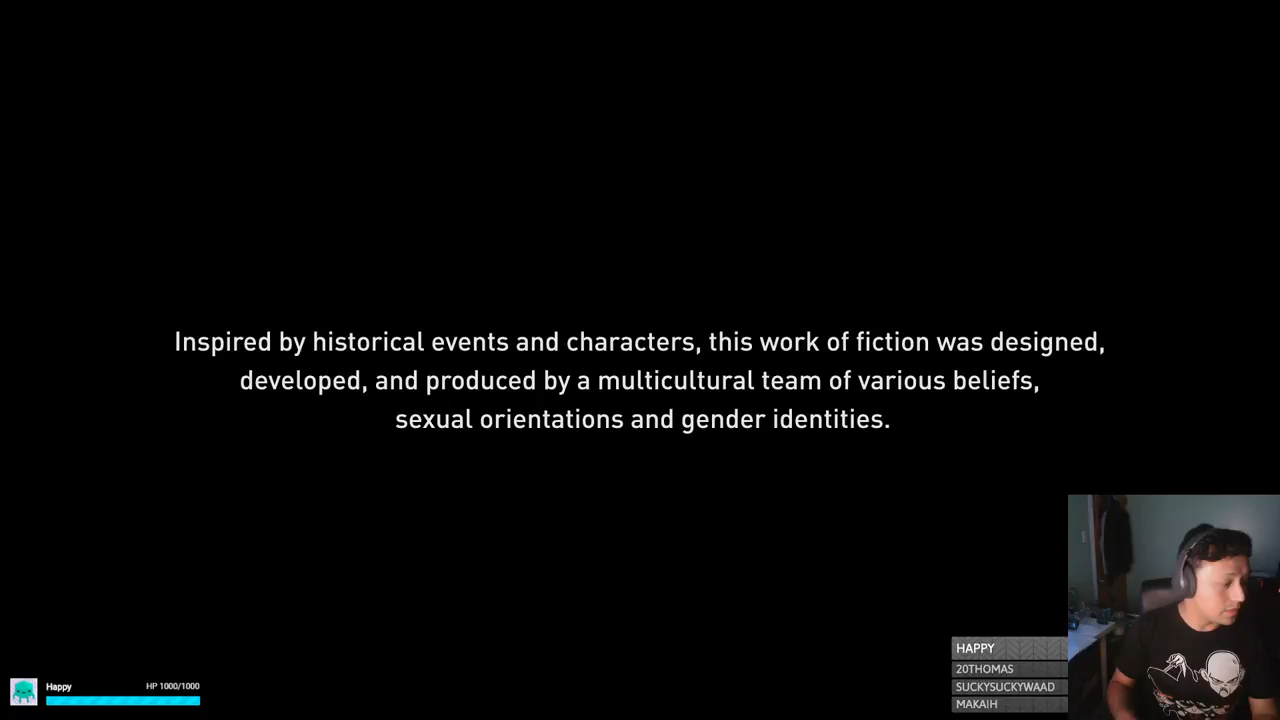 Inspired by historical events and characters, this work of fiction was designed,
developed, and produced by a multicultural team of various beliefs,
sexual orientations and gender identities.
HAPPY
20THOMAS
SUCKYSUCKYWAAD
MAKAIH
Happy HP 1000/1000